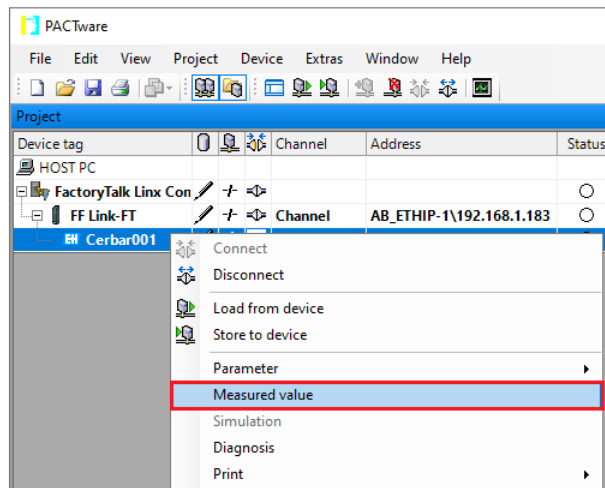 PACTware
File Edit View Project Device Extras Window Help
Project
Device tag Channel Address Status
HOST PC
FactoryTalk Linx Con
FF Link-FT Channel AB_ETHIP-1\192.168.1.183
EH Cerbar001
Connect
Disconnect
Load from device
Store to device
Parameter
Measured value
Simulation
Diagnosis
Print